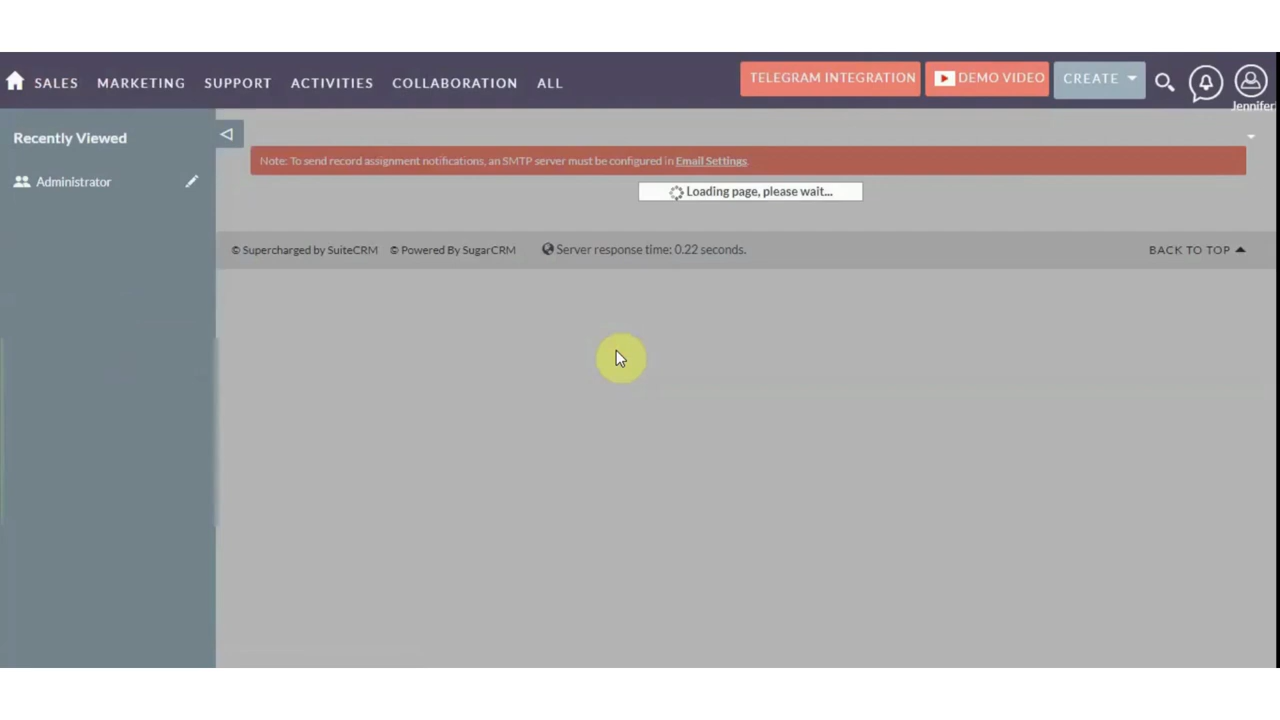 SALES MARKETING SUPPORT ACTIVITIES COLLABORATION ALL TELEGRAM INTEGRATION DEMO VIDEO CREATE
Jennifer
Recently Viewed
Administrator
Note: To send record assignment notifications, an SMTP server must be configured in Email Settings.
Loading page, please wait...
© Supercharged by SuiteCRM © Powered By SugarCRM Server response time: 0.22 seconds. BACK TO TOP